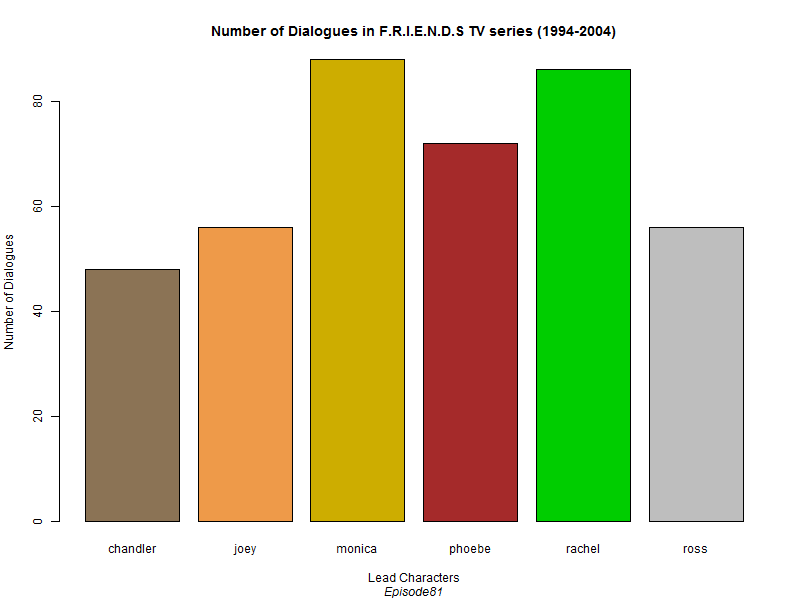 Number of Dialogues in F.R.I.E.N.D.S TV series (1994-2004)
Number of Dialogues
80
60
40
20
0
chandler joey monica phoebe rachel ross
Lead Characters
Episode81